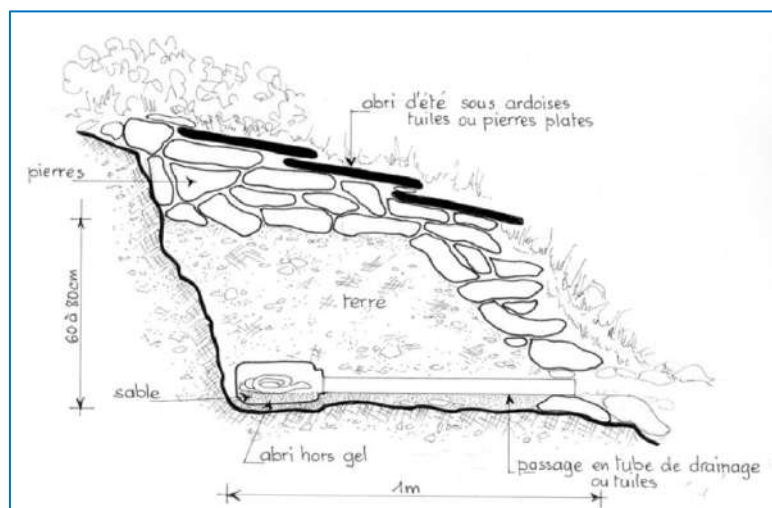 abri d'été sous ardoises
tuiles ou pierres plates
pierres
60 à 80cm
terre
sable
abri hors gel
passage en tube de drainage
ou tuiles
1m